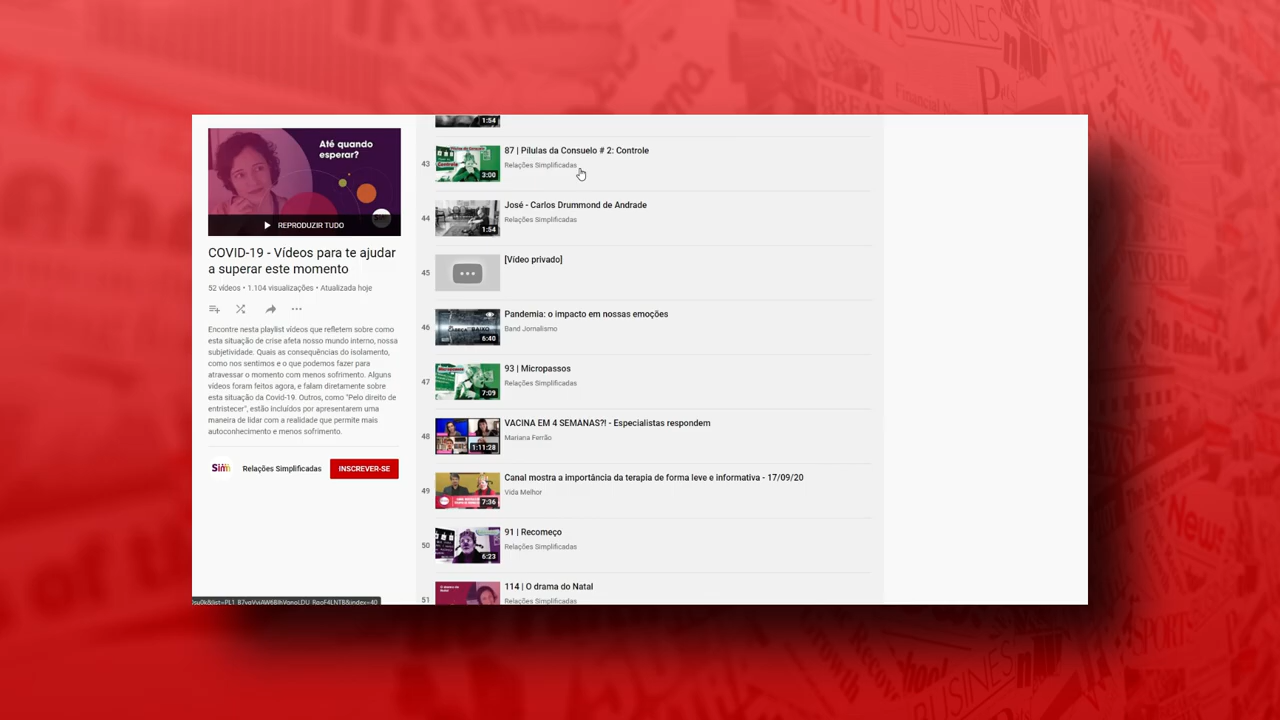 Até quando
esperar?
REPRODUZIR TUDO
COVID-19 - Vídeos para te ajudar
a superar este momento
52 vídeos • 1.104 visualizações • Atualizada hoje
Encontre nesta playlist vídeos que refletem sobre como
esta situação de crise afeta nosso mundo interno, nossa
subjetividade. Quais as consequências do isolamento,
como nos sentimos e o que podemos fazer para
atravessar o momento com menos sofrimento. Alguns
vídeos foram feitos agora, e falam diretamente sobre
esta situação da Covid-19. Outros, como "Pelo direito de
entristecer", estão incluídos por apresentarem uma
maneira de lidar com a realidade que permite mais
autoconhecimento e menos sofrimento.
Relações Simplificadas
INSCREVER-SE
1:54
43
3:00
87 | Pílulas da Consuelo # 2: Controle
Relações Simplificadas
44
1:54
José - Carlos Drummond de Andrade
Relações Simplificadas
45
[Vídeo privado]
46
6:40
Pandemia: o impacto em nossas emoções
Band Jornalismo
47
7:09
93 | Micropassos
Relações Simplificadas
48
1:11:28
VACINA EM 4 SEMANAS?! - Especialistas respondem
Mariana Ferrão
49
7:36
Canal mostra a importância da terapia de forma leve e informativa - 17/09/20
Vida Melhor
50
6:23
91 | Recomeço
Relações Simplificadas
51
114 | O drama do Natal
Relações Simplificadas
BUSINESS
Financial
News
SPORT